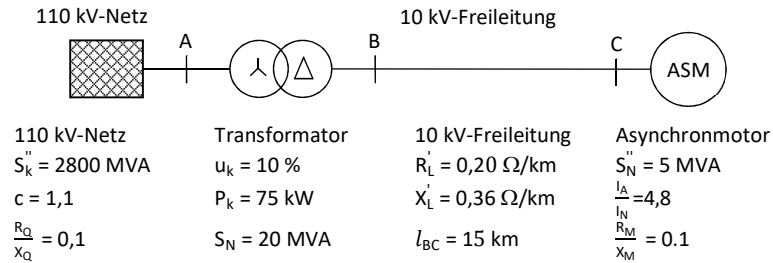 110 kV-Netz
10 kV-Freileitung
A
B
C
ASM
110 kV-Netz
S''k = 2800 MVA
c = 1,1
RQ/XQ = 0,1
Transformator
uk = 10 %
Pk = 75 kW
SN = 20 MVA
10 kV-Freileitung
R'L = 0,20 Ω/km
X'L = 0,36 Ω/km
lBC = 15 km
Asynchronmotor
S''N = 5 MVA
IA/IN =4,8
RM/XM = 0.1